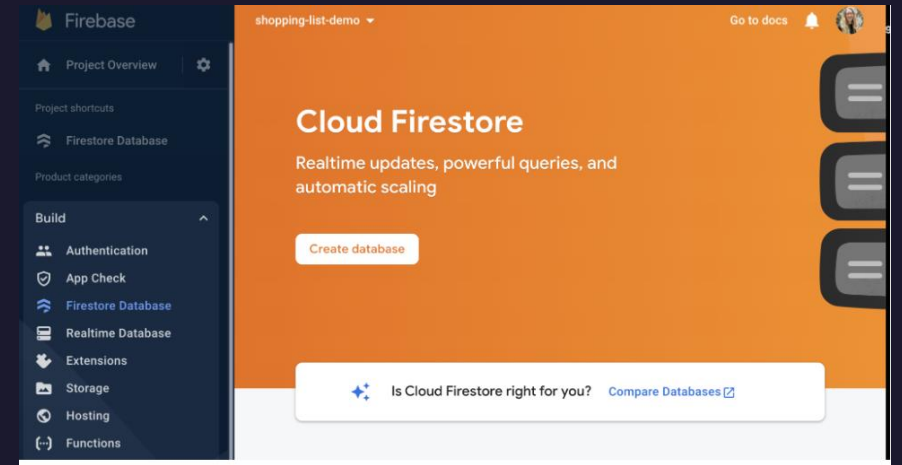 Firebase
Project Overview
Project shortcuts
Firestore Database
Product categories
Build
Authentication
App Check
Firestore Database
Realtime Database
Extensions
Storage
Hosting
Functions
shopping-list-demo
Go to docs
Cloud Firestore
Realtime updates, powerful queries, and
automatic scaling
Create database
Is Cloud Firestore right for you? Compare Databases